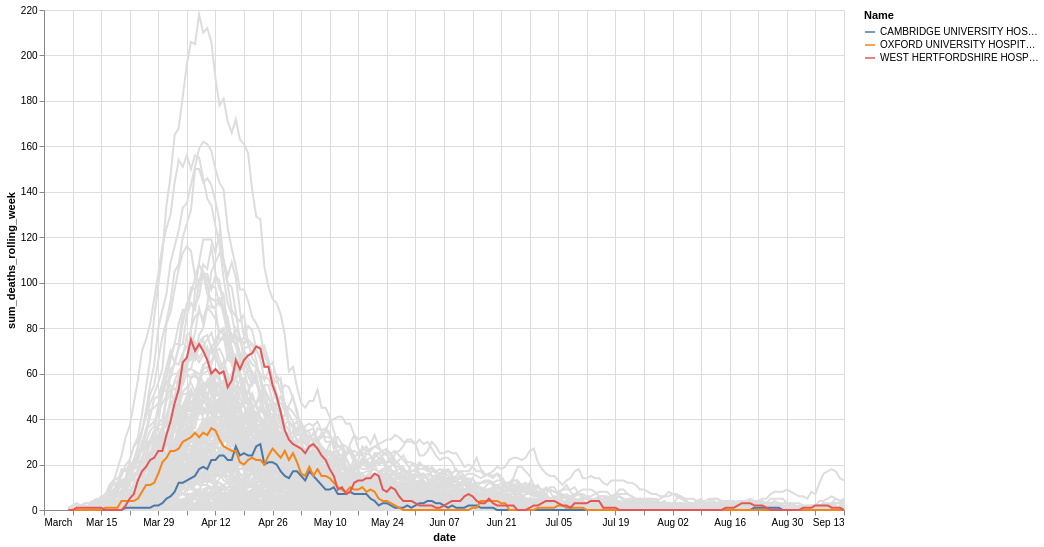 220
200
180
160
140
120
100
80
60
40
20
0
sum_deaths_rolling_week
March Mar 15 Mar 29 Apr 12 Apr 26 May 10 May 24 Jun 07 Jun 21 Jul 05 Jul 19 Aug 02 Aug 16 Aug 30 Sep 13
date
Name
CAMBRIDGE UNIVERSITY HOS…
OXFORD UNIVERSITY HOSPIT…
WEST HERTFORDSHIRE HOSP…